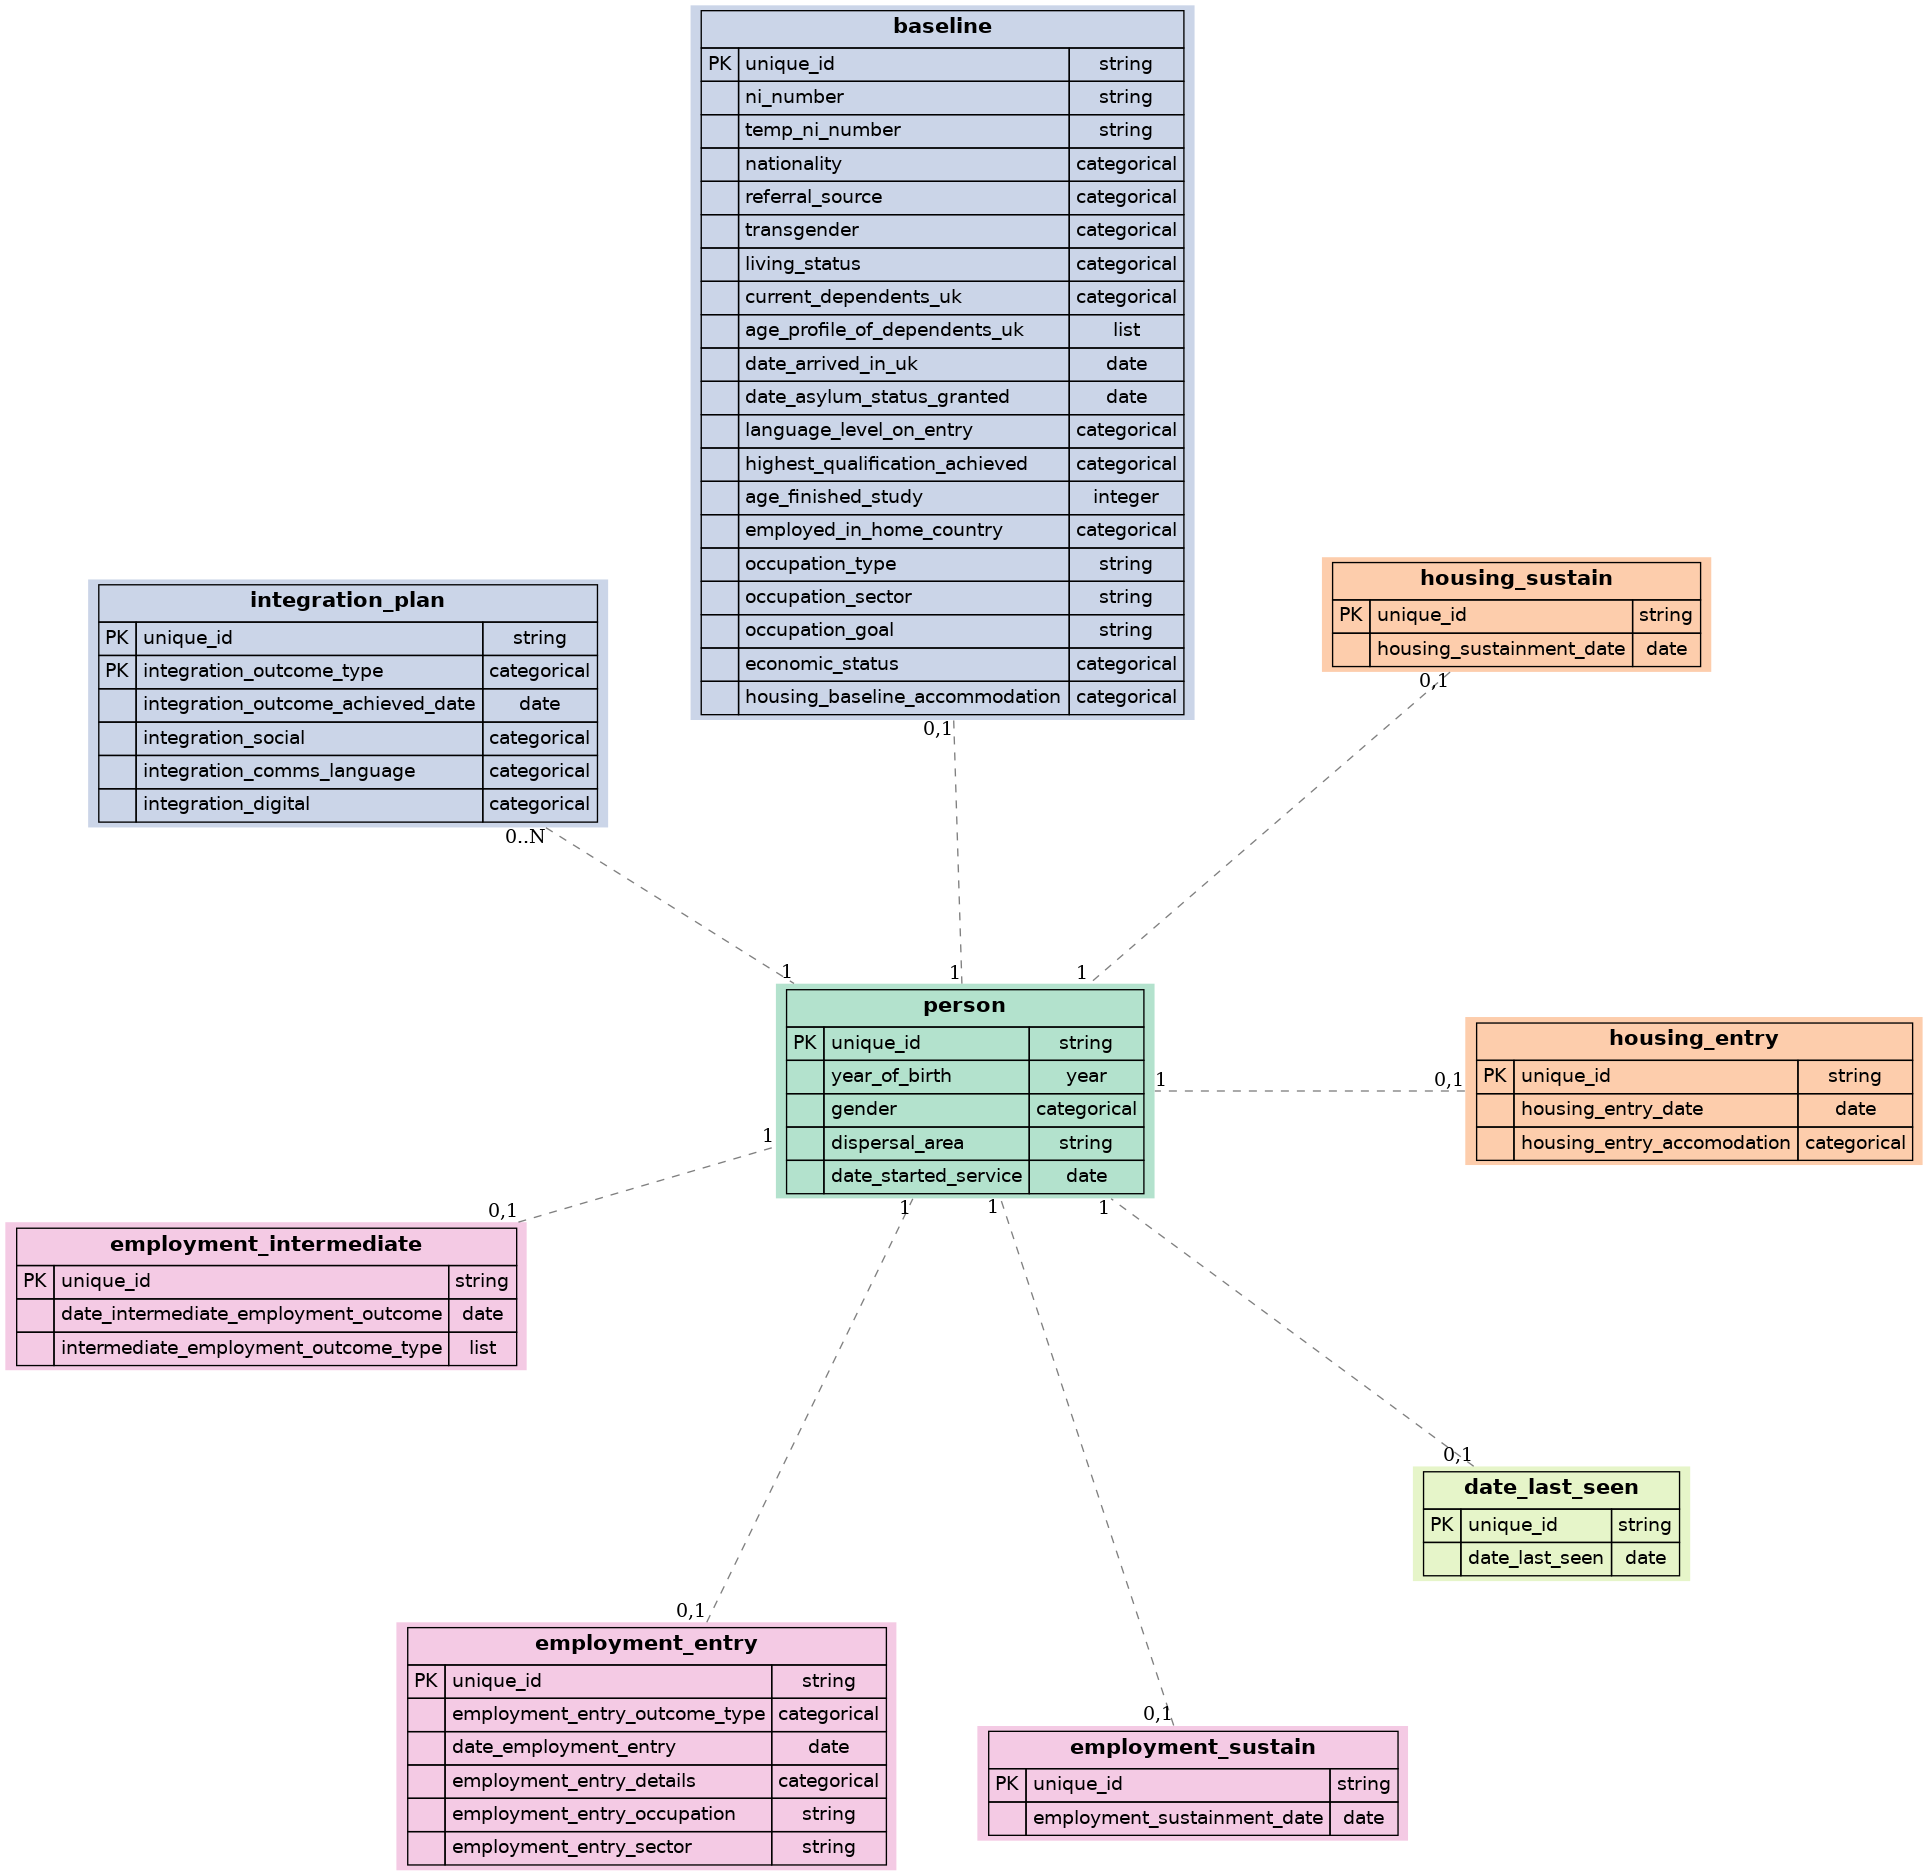 baseline
PK unique_id string
ni_number string
temp_ni_number string
nationality categorical
referral_source categorical
transgender categorical
living_status categorical
current_dependents_uk categorical
age_profile_of_dependents_uk list
date_arrived_in_uk date
date_asylum_status_granted date
language_level_on_entry categorical
highest_qualification_achieved categorical
age_finished_study integer
employed_in_home_country categorical
occupation_type string
occupation_sector string
occupation_goal string
economic_status categorical
housing_baseline_accommodation categorical
0,1
housing_sustain
PK unique_id string
housing_sustainment_date date
0,1
integration_plan
PK unique_id string
PK integration_outcome_type categorical
integration_outcome_achieved_date date
integration_social categorical
integration_comms_language categorical
integration_digital categorical
0..N
1
1
1
person
PK unique_id string
year_of_birth year
gender categorical
dispersal_area string
date_started_service date
1
0,1
housing_entry
PK unique_id string
housing_entry_date date
housing_entry_accomodation categorical
1
0,1
employment_intermediate
PK unique_id string
date_intermediate_employment_outcome date
intermediate_employment_outcome_type list
1
1
1
0,1
date_last_seen
PK unique_id string
date_last_seen date
0,1
employment_entry
PK unique_id string
employment_entry_outcome_type categorical
date_employment_entry date
employment_entry_details categorical
employment_entry_occupation string
employment_entry_sector string
0,1
employment_sustain
PK unique_id string
employment_sustainment_date date